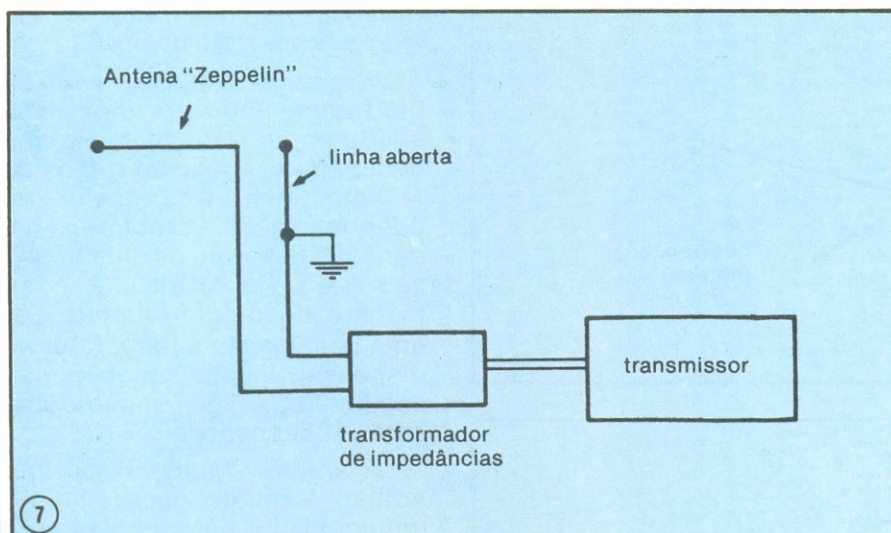 Antena “Zeppelin”
linha aberta
transmissor
transformador
de impedâncias
7